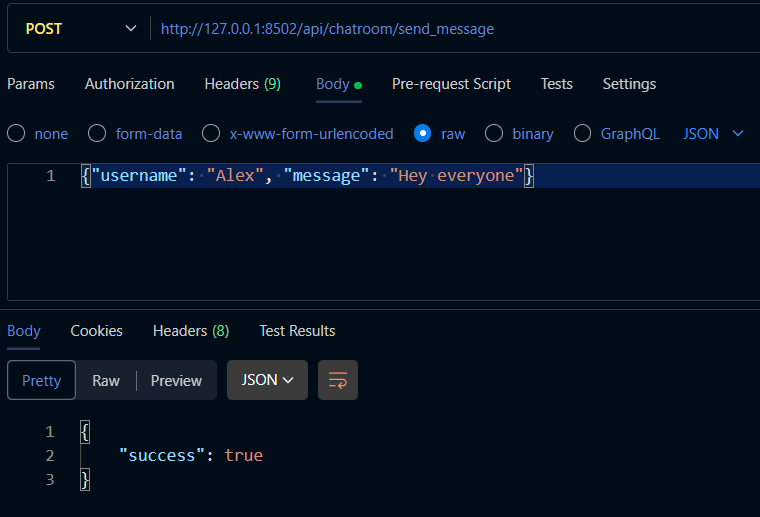 POST http://127.0.0.1:8502/api/chatroom/send_message
Params Authorization Headers (9) Body Pre-request Script Tests Settings
none form-data x-www-form-urlencoded raw binary GraphQL JSON
1 {"username": "Alex", "message": "Hey everyone"}
Body Cookies Headers (8) Test Results
Pretty Raw Preview JSON
1 {
2 "success": true
3 }